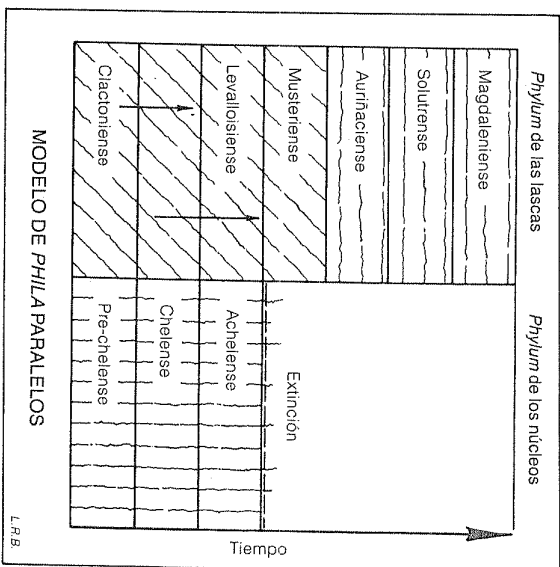 Phylum de las lascas
Phylum de los núcleos
Magdaleniense
Solutrense
Auriñaciense
Musteriense
Levalloisiense
Clactoniense
Extinción
Achelense
Chelense
Pre-chelense
Tiempo
MODELO DE PHILA PARALELOS
L.R.B.